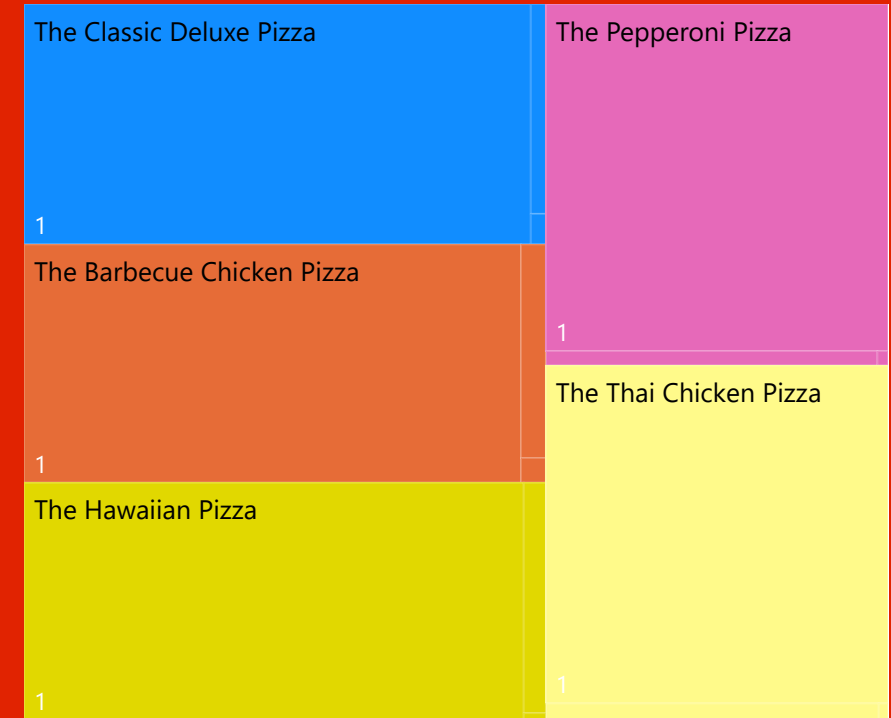 The Classic Deluxe Pizza
1
The Barbecue Chicken Pizza
1
The Hawaiian Pizza
1
The Pepperoni Pizza
1
The Thai Chicken Pizza
1